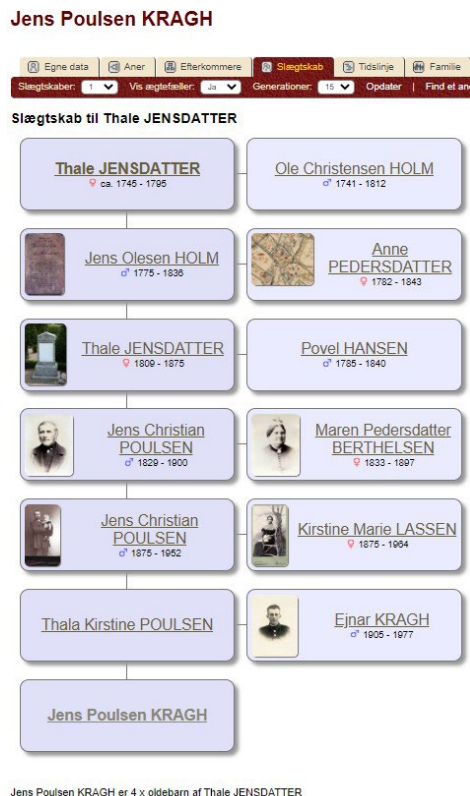 Jens Poulsen KRAGH
Egne data Aner Efterkommere Slægtskab Tidslinje Familie
Slægtskaber: 1 Vis ægtefæller: Ja Generationer: 15 Opdater | Find et an
Slægtskab til Thale JENSDATTER
Thale JENSDATTER
♀ ca. 1745 - 1795
Ole Christensen HOLM
♂ 1741 - 1812
Jens Olesen HOLM
♂ 1775 - 1836
Anne
PEDERSDATTER
♀ 1782 - 1843
Thale JENSDATTER
♀ 1809 - 1875
Povel HANSEN
♂ 1785 - 1840
Jens Christian
POULSEN
♂ 1829 - 1900
Maren Pedersdatter
BERTHELSEN
♀ 1833 - 1897
Jens Christian
POULSEN
♂ 1875 - 1952
Kirstine Marie LASSEN
♀ 1875 - 1964
Thala Kirstine POULSEN
Ejnar KRAGH
♂ 1905 - 1977
Jens Poulsen KRAGH
Jens Poulsen KRAGH er 4 x oldebarn af Thale JENSDATTER